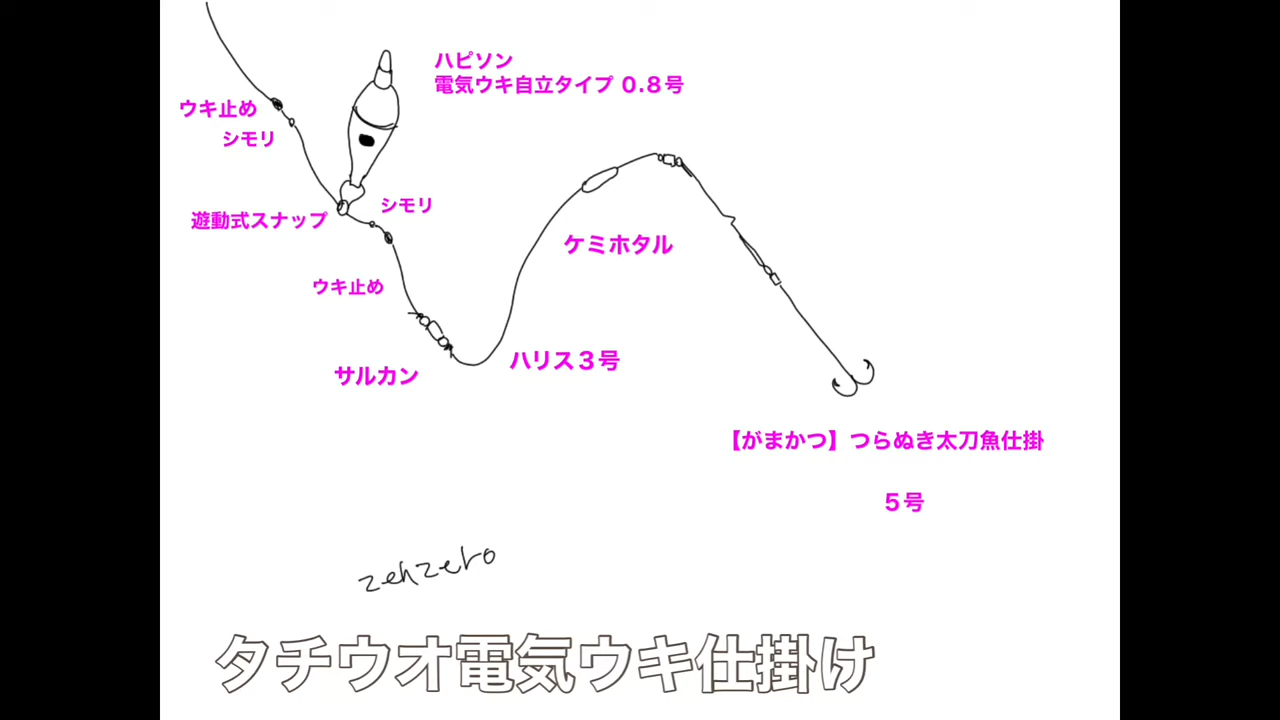 ハピソン
電気ウキ自立タイプ 0.8号
ウキ止め
シモリ
シモリ
遊動式スナップ
ケミホタル
ウキ止め
ハリス３号
サルカン
【がまかつ】つらぬき太刀魚仕掛
５号
zenzero
タチウオ電気ウキ仕掛け